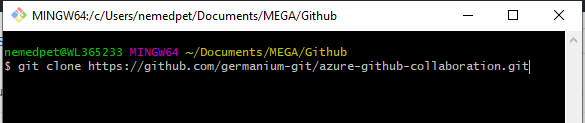 MINGW64:/c/Users/nemedpet/Documents/MEGA/Github
nemedpet@WL365233 MINGW64 ~/Documents/MEGA/Github
$ git clone https://github.com/germanium-git/azure-github-collaboration.git